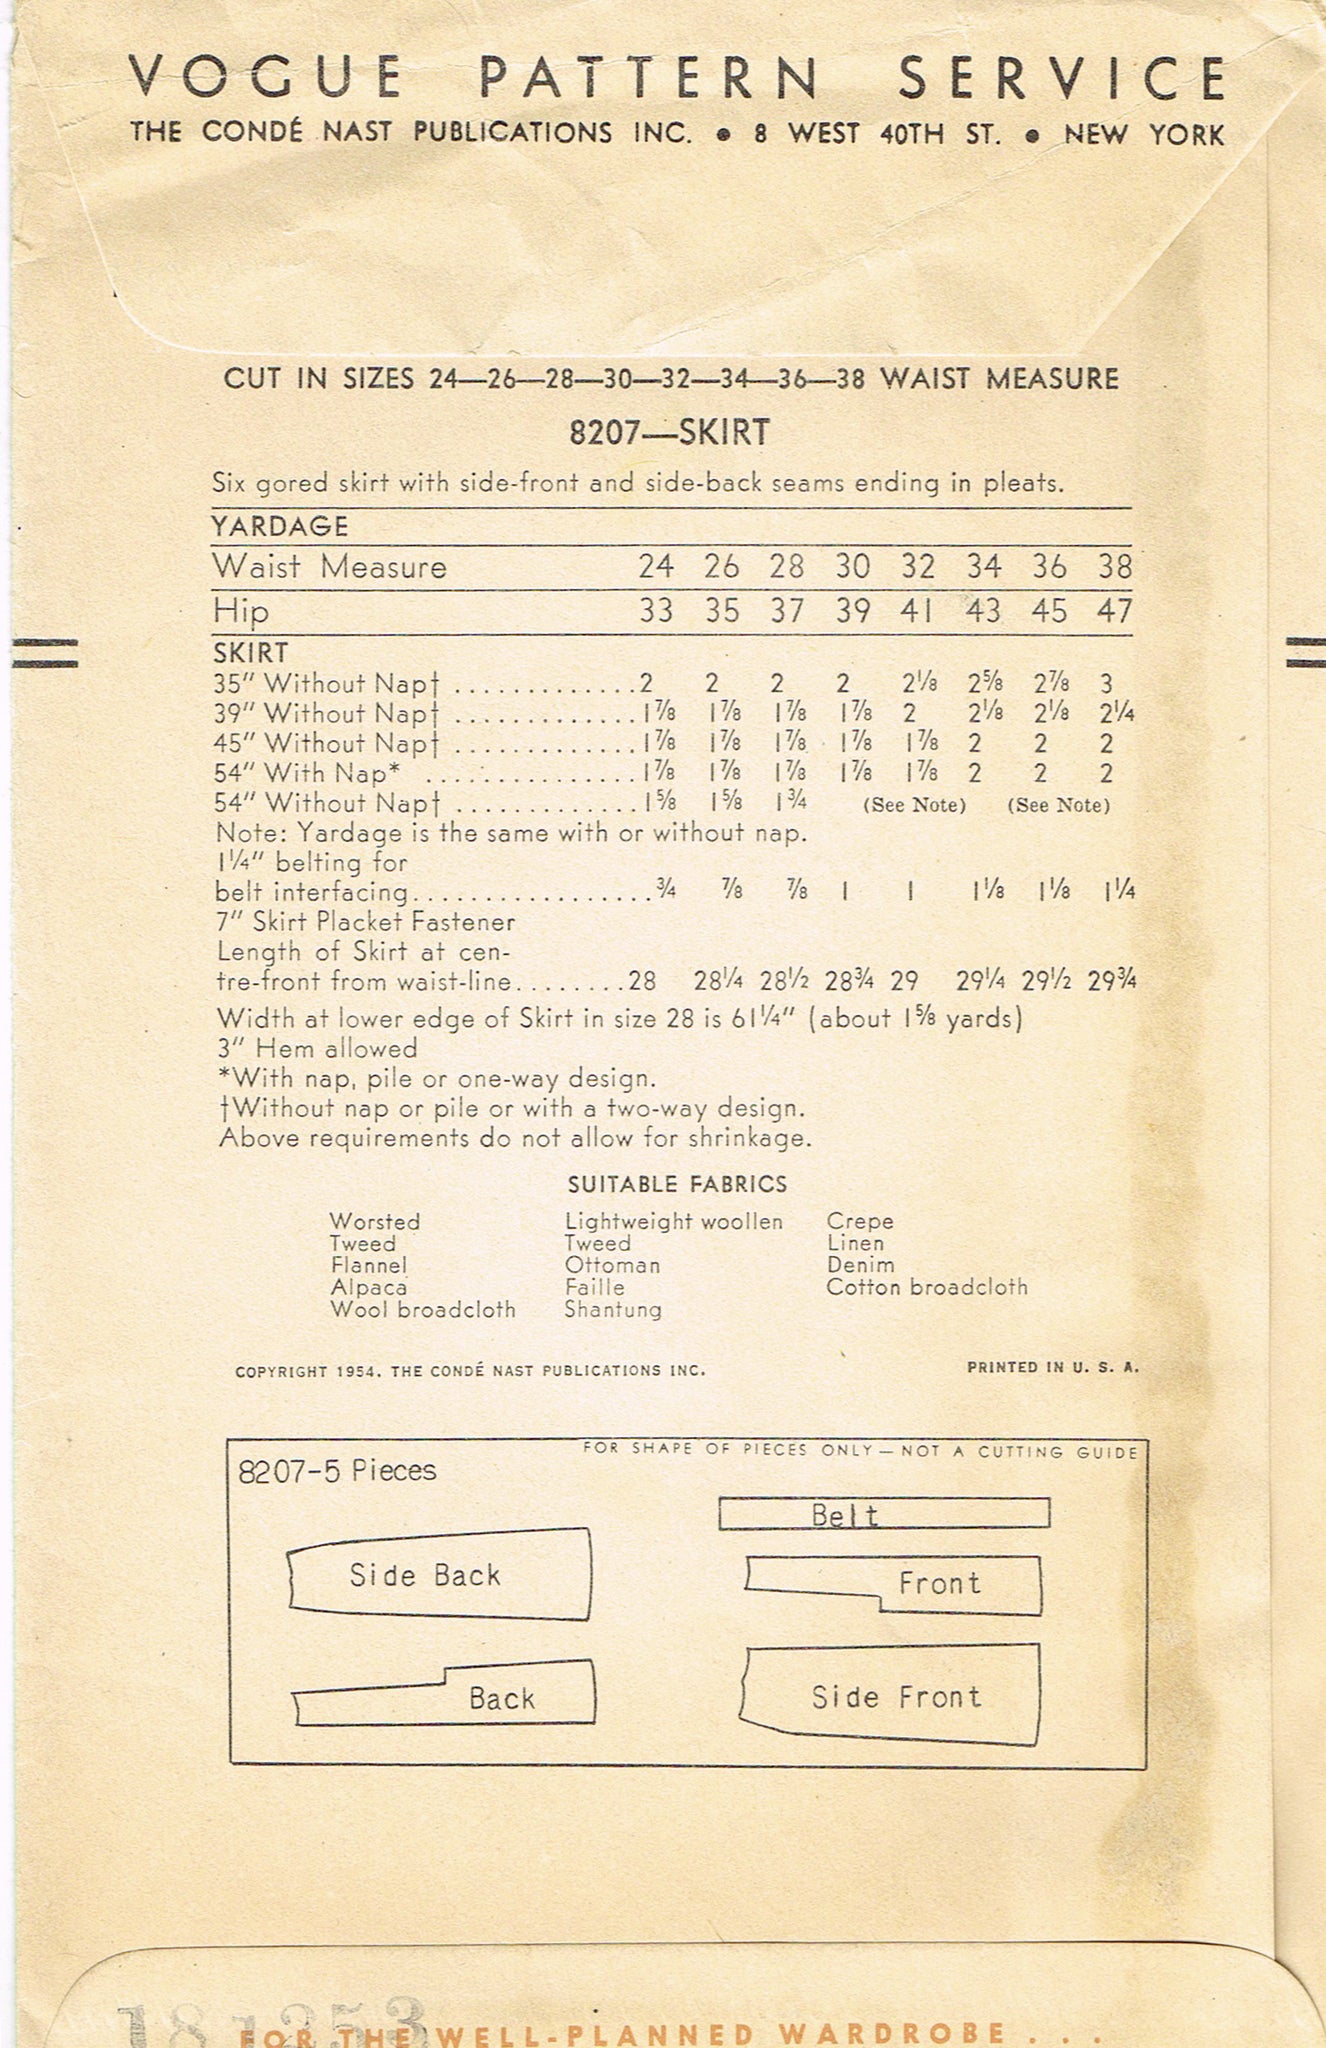 VOGUE PATTERN SERVICE
THE CONDÉ NAST PUBLICATIONS INC. • 8 WEST 40TH ST. • NEW YORK
CUT IN SIZES 24—26—28—30—32—34—36—38 WAIST MEASURE
8207—SKIRT
Six gored skirt with side-front and side-back seams ending in pleats.
YARDAGE
Waist Measure 24 26 28 30 32 34 36 38
Hip 33 35 37 39 41 43 45 47
SKIRT
35" Without Nap† .............2 2 2 2 2⅛ 2⅝ 2⅞ 3
39" Without Nap† .............1⅞ 1⅞ 1⅞ 1⅞ 2 2⅛ 2⅛ 2¼
45" Without Nap† .............1⅞ 1⅞ 1⅞ 1⅞ 1⅞ 2 2 2
54" With Nap* ...............1⅞ 1⅞ 1⅞ 1⅞ 1⅞ 2 2 2
54" Without Nap† .............1⅝ 1⅝ 1¾ (See Note) (See Note)
Note: Yardage is the same with or without nap.
1¼" belting for
belt interfacing.................¾ ⅞ ⅞ 1 1 1⅛ 1⅛ 1¼
7" Skirt Placket Fastener
Length of Skirt at cen-
tre-front from waist-line........28 28¼ 28½ 28¾ 29 29¼ 29½ 29¾
Width at lower edge of Skirt in size 28 is 61¼" (about 1⅝ yards)
3" Hem allowed
*With nap, pile or one-way design.
†Without nap or pile or with a two-way design.
Above requirements do not allow for shrinkage.
SUITABLE FABRICS
Worsted Lightweight woollen Crepe
Tweed Tweed Linen
Flannel Ottoman Denim
Alpaca Faille Cotton broadcloth
Wool broadcloth Shantung
COPYRIGHT 1954, THE CONDÉ NAST PUBLICATIONS INC. PRINTED IN U. S. A.
FOR SHAPE OF PIECES ONLY — NOT A CUTTING GUIDE
8207-5 Pieces
Belt
Side Back
Front
Back
Side Front
181253
FOR THE WELL-PLANNED WARDROBE . . .